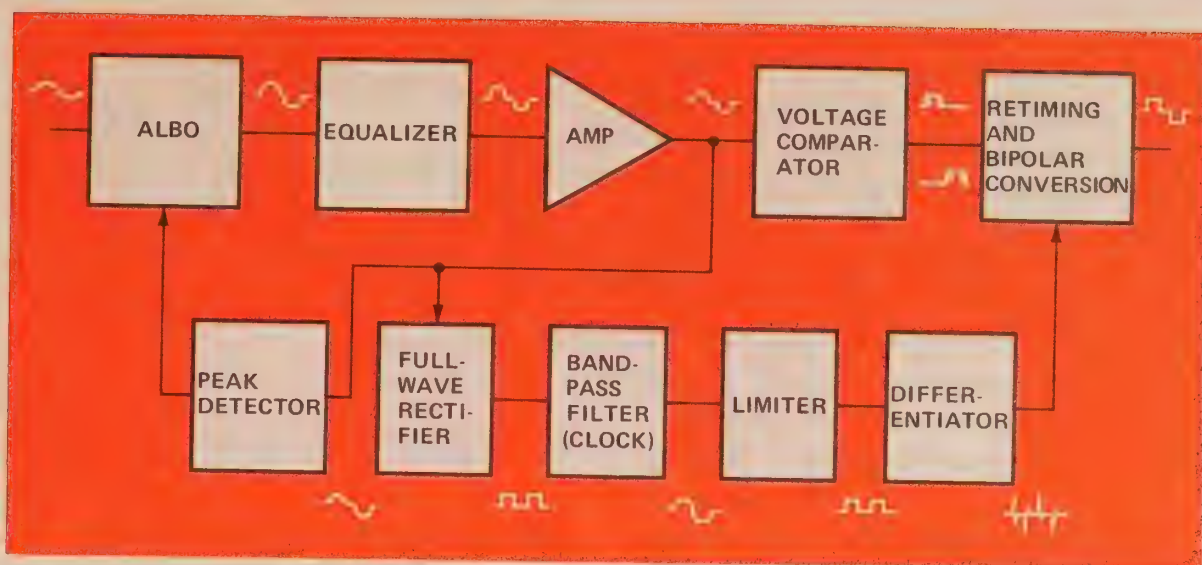 ALBO
EQUALIZER
AMP
VOLTAGE
COMPAR-
ATOR
RETIMING
AND
BIPOLAR
CONVERSION
PEAK
DETECTOR
FULL-
WAVE
RECTI-
FIER
BAND-
PASS
FILTER
(CLOCK)
LIMITER
DIFFER-
ENTIATOR